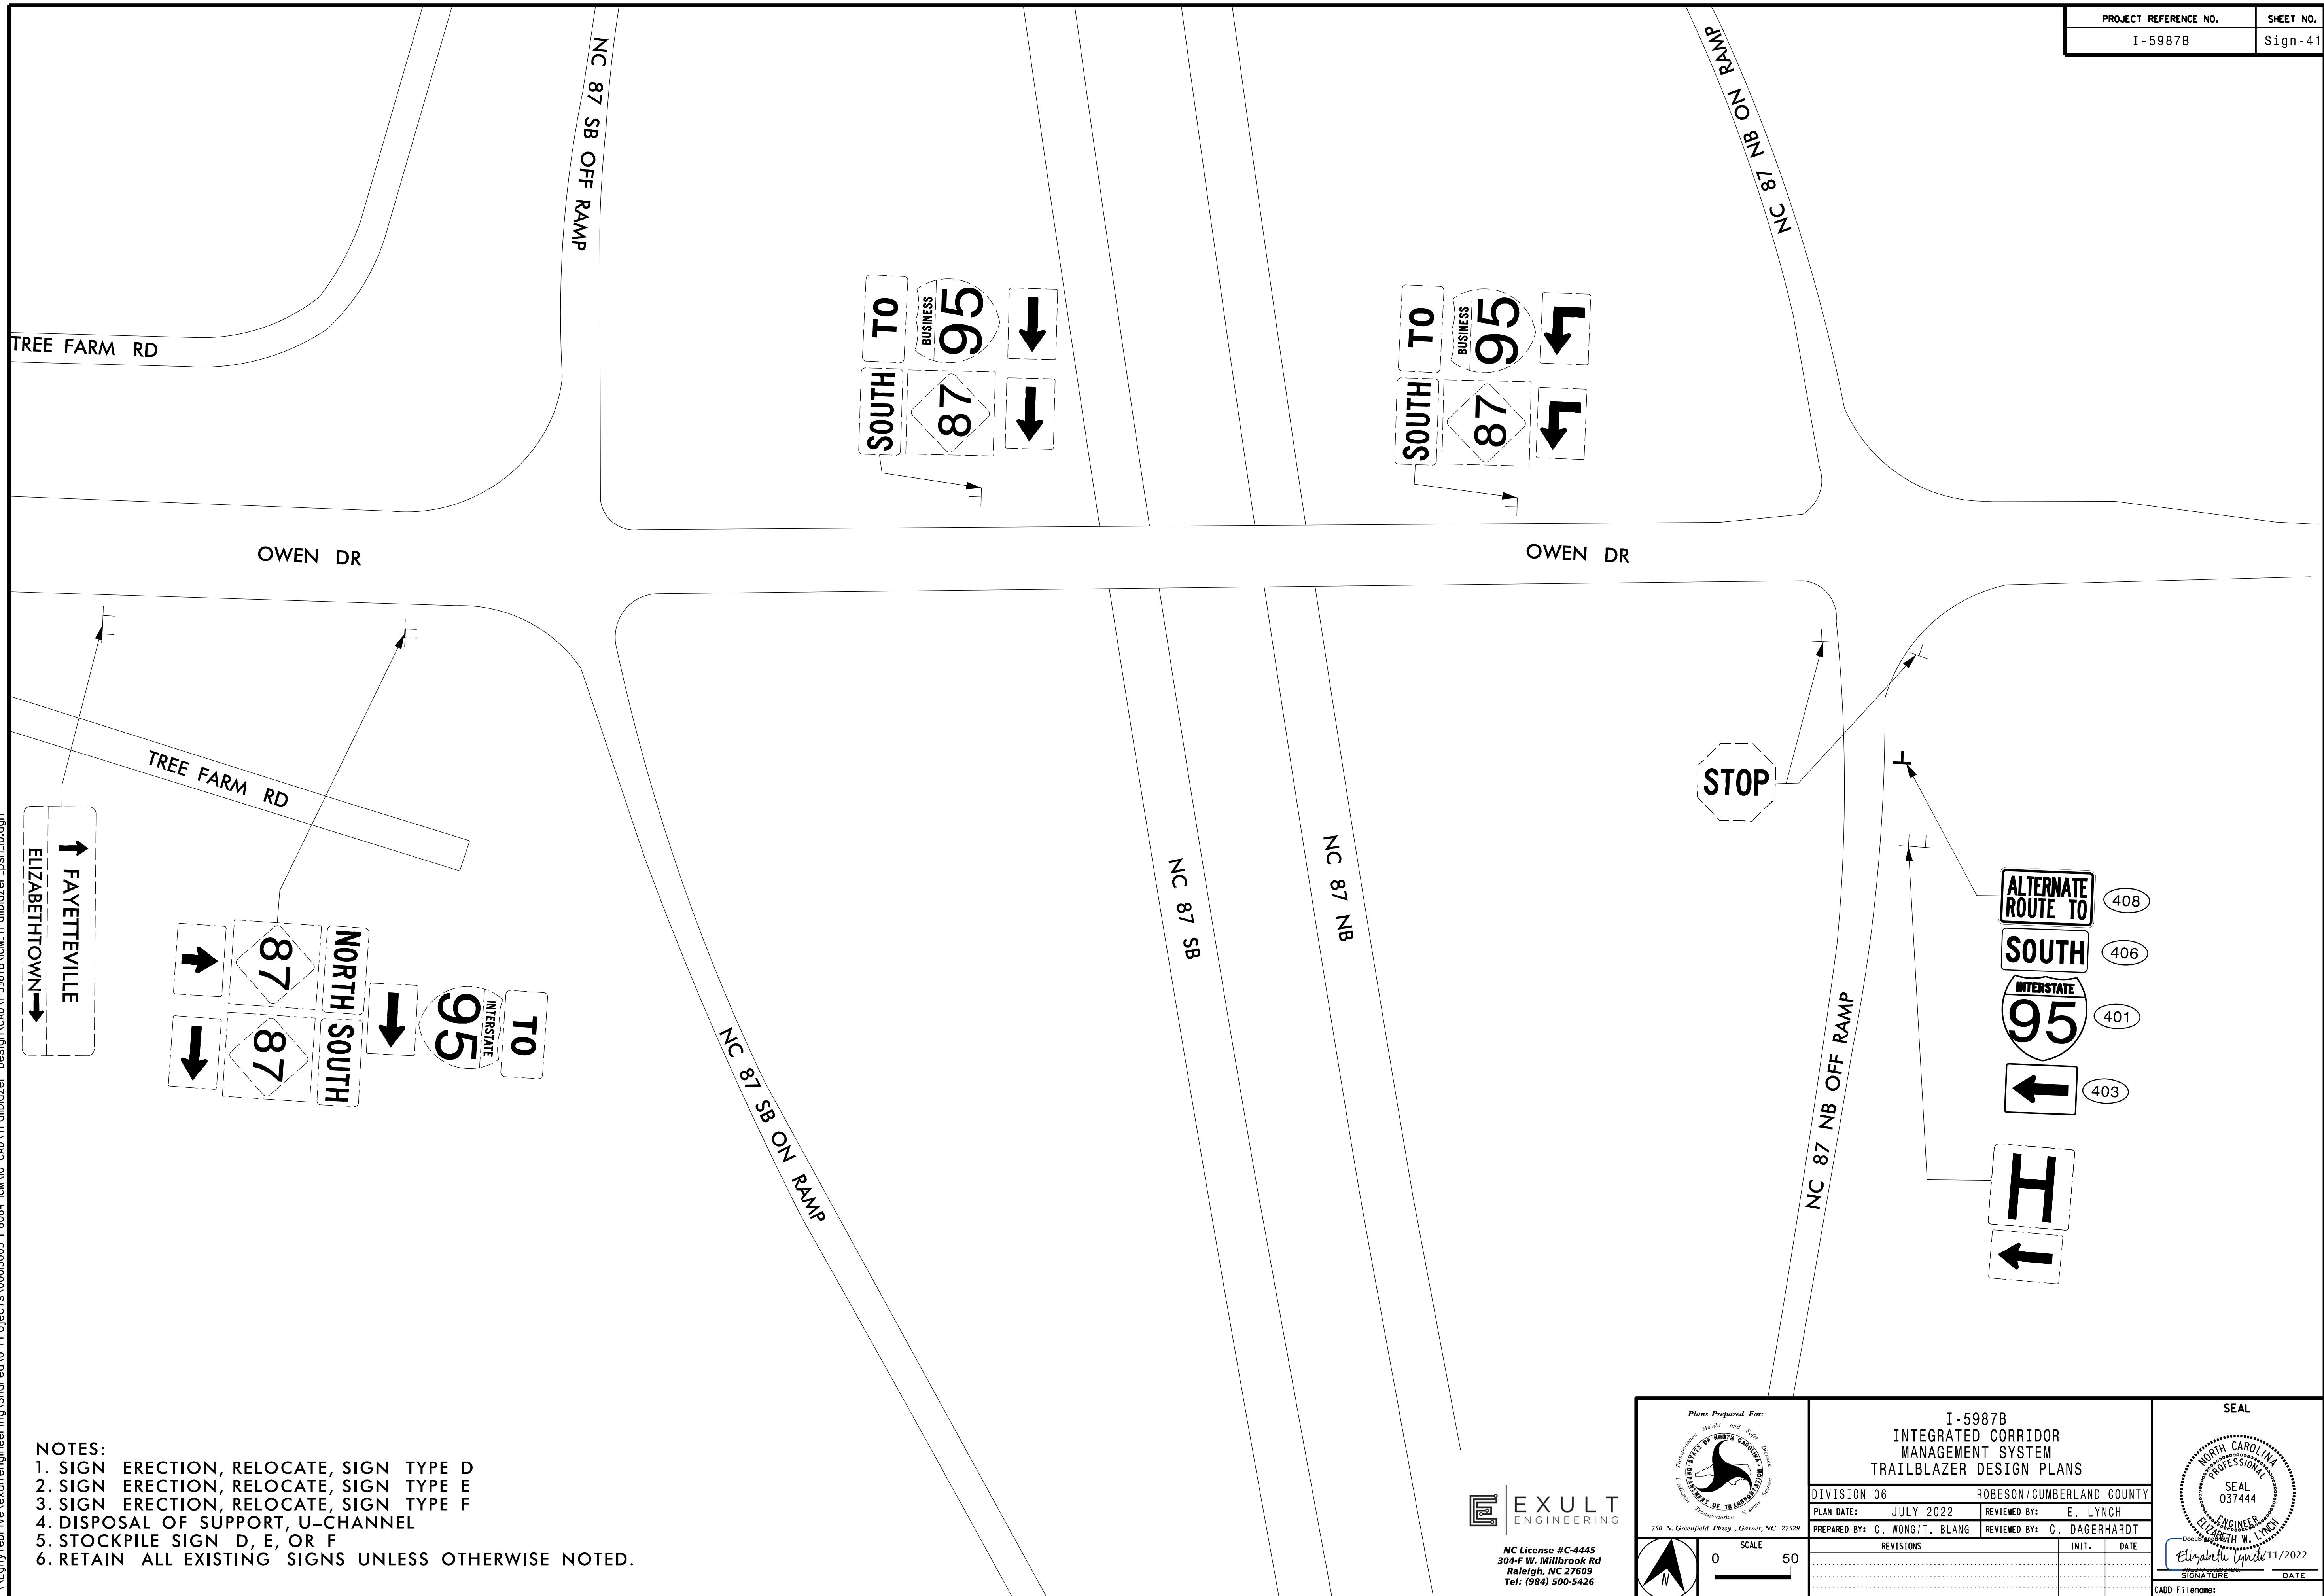 PROJECT REFERENCE NO.
SHEET NO.
I-5987B
Sign-41
NC 87 SB OFF RAMP
NC 87 NB ON RAMP
TREE FARM RD
TO
BUSINESS
95
SOUTH
87
TO
BUSINESS
95
SOUTH
87
OWEN DR
OWEN DR
TREE FARM RD
STOP
FAYETTEVILLE
ELIZABETHTOWN
NORTH
87
SOUTH
87
TO
INTERSTATE
95
NC 87 SB
NC 87 NB
NC 87 SB ON RAMP
NC 87 NB OFF RAMP
ALTERNATE
ROUTE TO
408
SOUTH
406
INTERSTATE
95
401
403
H
NOTES:
1. SIGN ERECTION, RELOCATE, SIGN TYPE D
2. SIGN ERECTION, RELOCATE, SIGN TYPE E
3. SIGN ERECTION, RELOCATE, SIGN TYPE F
4. DISPOSAL OF SUPPORT, U-CHANNEL
5. STOCKPILE SIGN D, E, OR F
6. RETAIN ALL EXISTING SIGNS UNLESS OTHERWISE NOTED.
EXULT
ENGINEERING
NC License #C-4445
304-F W. Millbrook Rd
Raleigh, NC 27609
Tel: (984) 500-5426
Plans Prepared For:
750 N. Greenfield Pkwy., Garner, NC 27529
N
SCALE
0 50
I-5987B
INTEGRATED CORRIDOR
MANAGEMENT SYSTEM
TRAILBLAZER DESIGN PLANS
DIVISION 06 ROBESON/CUMBERLAND COUNTY
PLAN DATE: JULY 2022 REVIEWED BY: E. LYNCH
PREPARED BY: C. WONG/T. BLANG REVIEWED BY: C. DAGERHARDT
REVISIONS INIT. DATE
SEAL
NORTH CAROLINA
PROFESSIONAL
SEAL
037444
ENGINEER
ELIZABETH W. LYNCH
Elizabeth Lynch
11/2022
SIGNATURE DATE
CADD Filename: